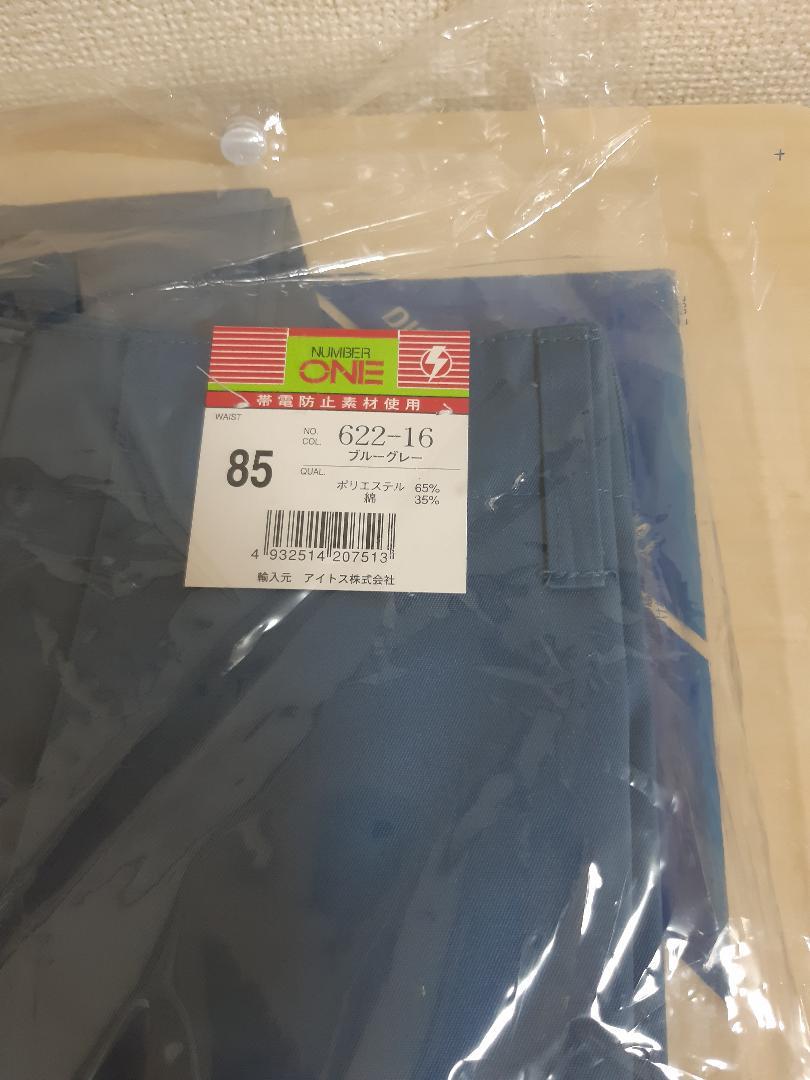 DI
NUMBER
ONE
帯電防止素材使用
WAIST
85
NO.
COL.
622-16
ブルーグレー
QUAL.
ポリエステル 65%
綿 35%
4 932514 207513
輸入元 アイトス株式会社